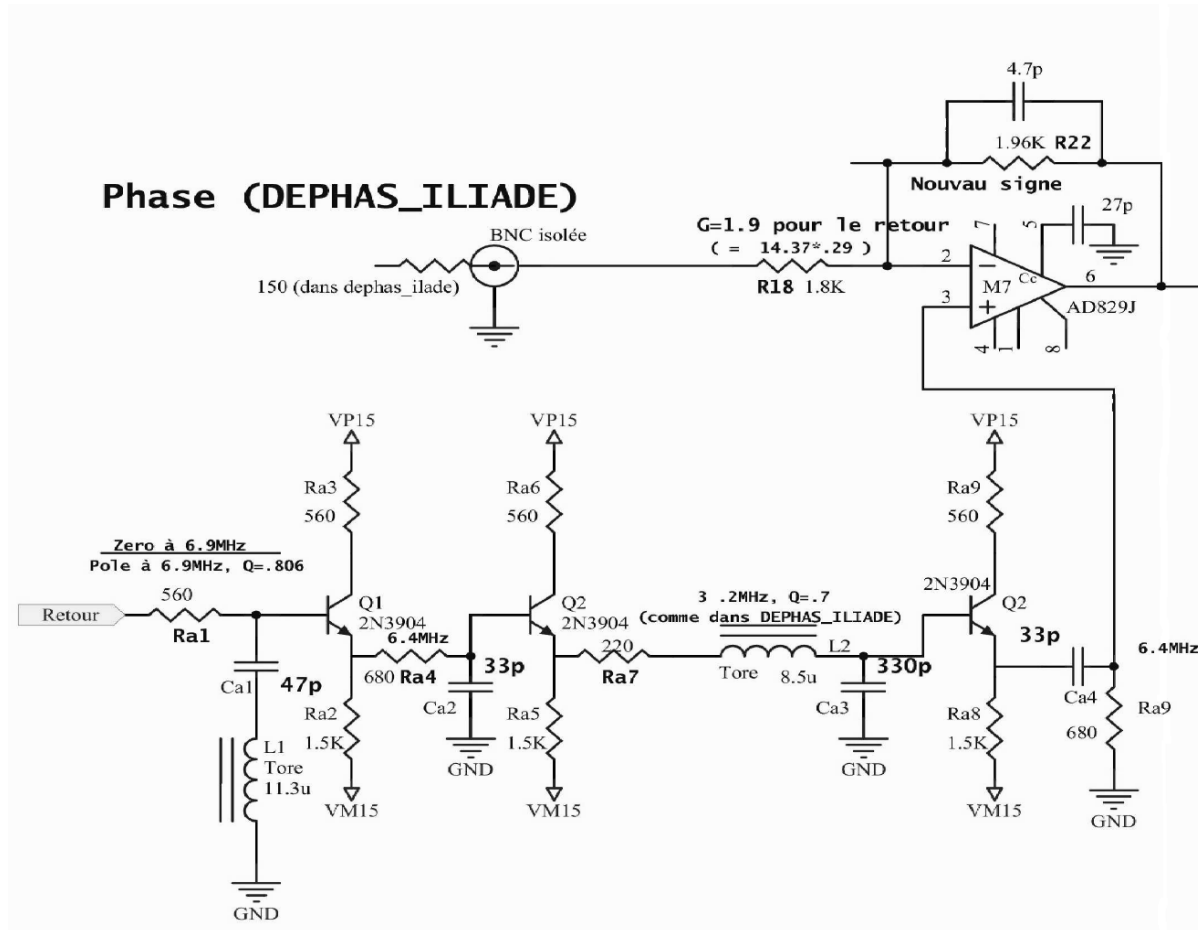 4.7p
1.96K R22
Nouvau signe
Phase (DEPHAS_ILIADE)
G=1.9 pour le retour
( = 14.37*.29 )
27p
BNC isolée
150 (dans dephas_ilade)
R18 1.8K
7
5
2
3
Cc
M7
6
AD829J
4
1
8
VP15
VP15
VP15
Ra3
560
Ra6
560
Ra9
560
Zero à 6.9MHz
Pole à 6.9MHz, Q=.806
560
Retour
Ra1
Q1
2N3904
Q2
2N3904
2N3904
Q2
6.4MHz
680 Ra4
33p
3 .2MHz, Q=.7
(comme dans DEPHAS_ILIADE)
220
Ra7
L2
Tore
8.5u
330p
33p
6.4MHz
Ca1
47p
Ca2
Ca3
Ca4
Ra2
1.5K
Ra5
1.5K
Ra8
1.5K
Ra9
680
L1
Tore
11.3u
VM15
VM15
VM15
GND
GND
GND
GND